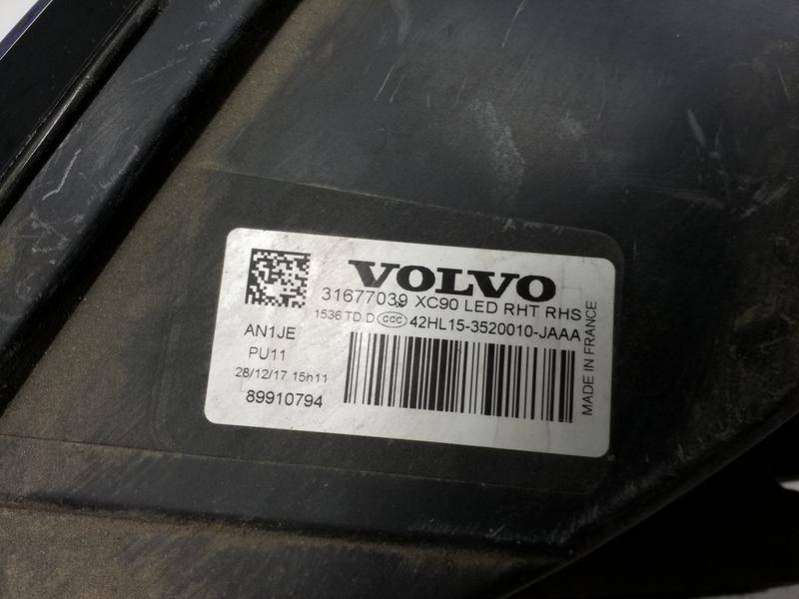 VOLVO
31677039 XC90 LED RHT RHS
1536 TD D CCC 42HL15-3520010-JAAA
AN1JE
PU11
28/12/17 15h11
89910794
MADE IN FRANCE